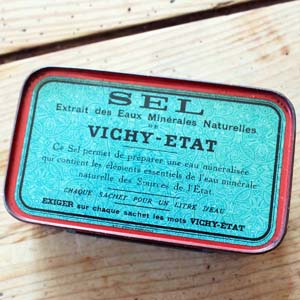 SEL
Extrait des Eaux Minérales Naturelles
DE
VICHY-ETAT
Ce Sel permet de préparer une eau minéralisée
qui contient les éléments essentiels de l'eau minérale
naturelle des Sources de l'État.
CHAQUE SACHET POUR UN LITRE D'EAU
EXIGER sur chaque sachet les mots VICHY-ÉTAT